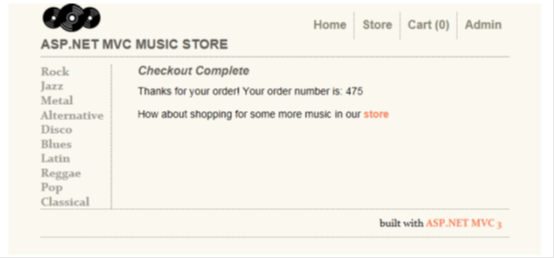 Home Store Cart (0) Admin
ASP.NET MVC MUSIC STORE
Rock
Jazz
Metal
Alternative
Disco
Blues
Latin
Reggae
Pop
Classical
Checkout Complete
Thanks for your order! Your order number is: 475
How about shopping for some more music in our store
built with ASP.NET MVC 3